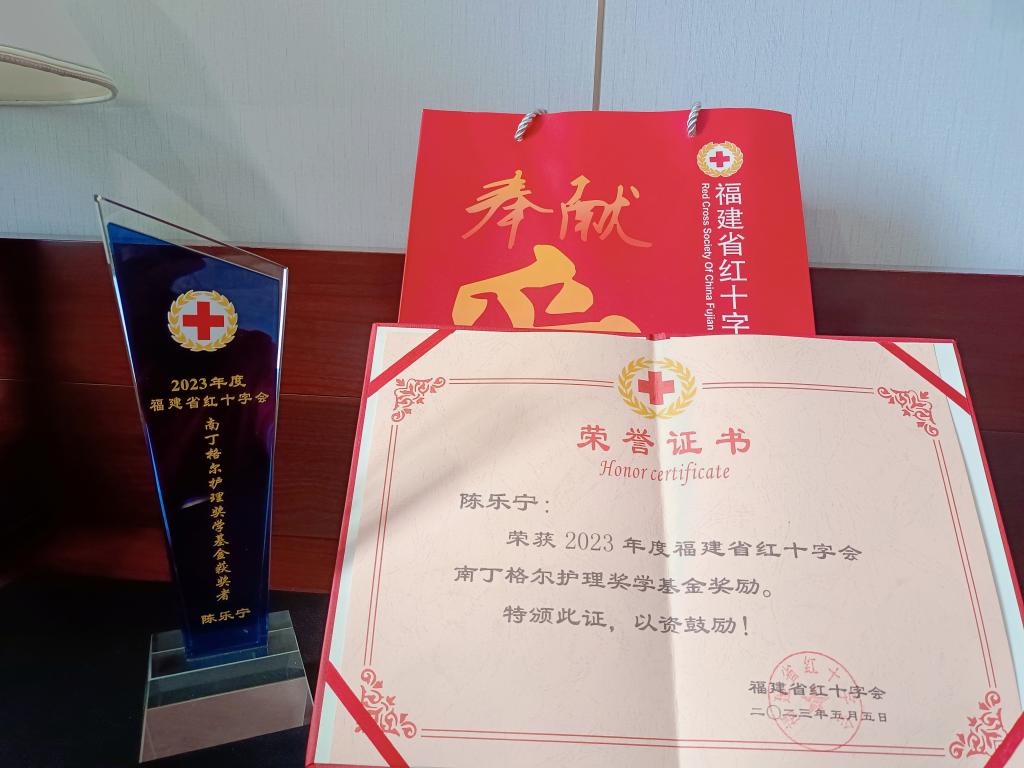 2023年度
福建省红十字会
南丁格尔护理奖学基金获奖者
陈乐宁
奉献
福建省红十字
Red Cross Society Of China Fujian
荣誉证书
Honor certificate
陈乐宁：
荣获 2023 年度福建省红十字会
南丁格尔护理奖学基金奖励。
特颁此证，以资鼓励！
福建省红十字会
二〇二三年五月五日